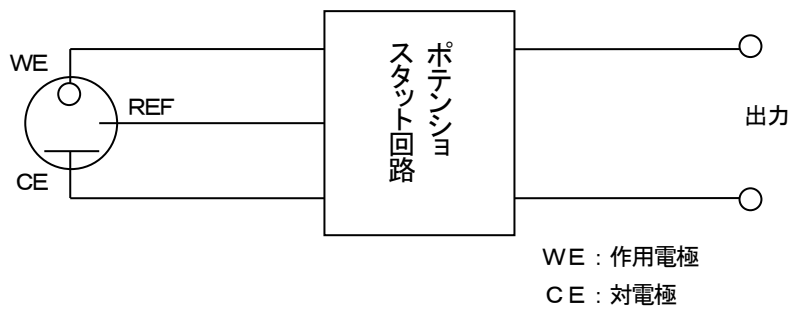 WE
REF
CE
ポテンショ
スタット回路
出力
WE：作用電極
CE：対電極